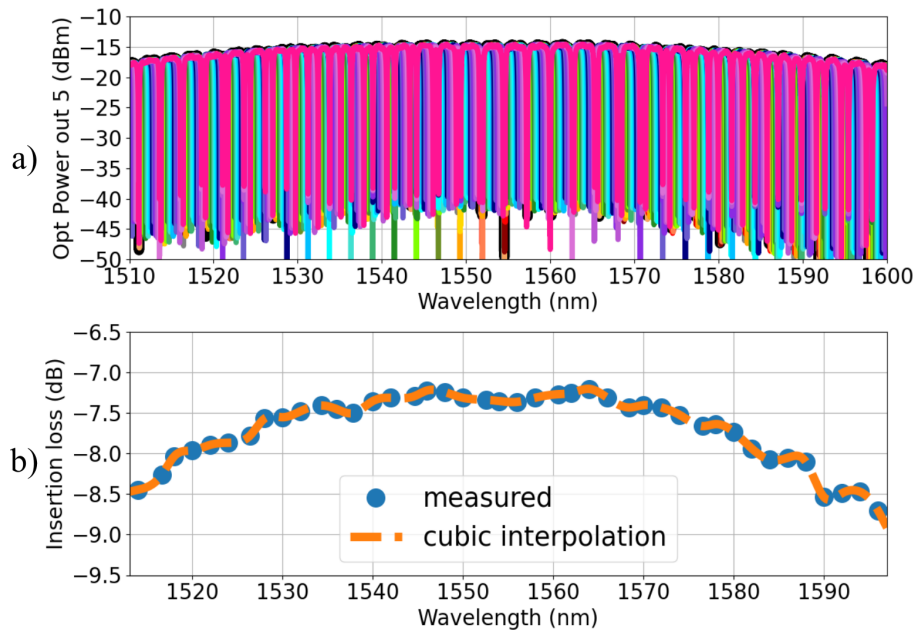 a)
Opt Power out 5 (dBm)
−10
−15
−20
−25
−30
−35
−40
−45
−50
1510 1520 1530 1540 1550 1560 1570 1580 1590 1600
Wavelength (nm)
b)
Insertion loss (dB)
−6.5
−7.0
−7.5
−8.0
−8.5
−9.0
−9.5
measured
cubic interpolation
1520 1530 1540 1550 1560 1570 1580 1590
Wavelength (nm)